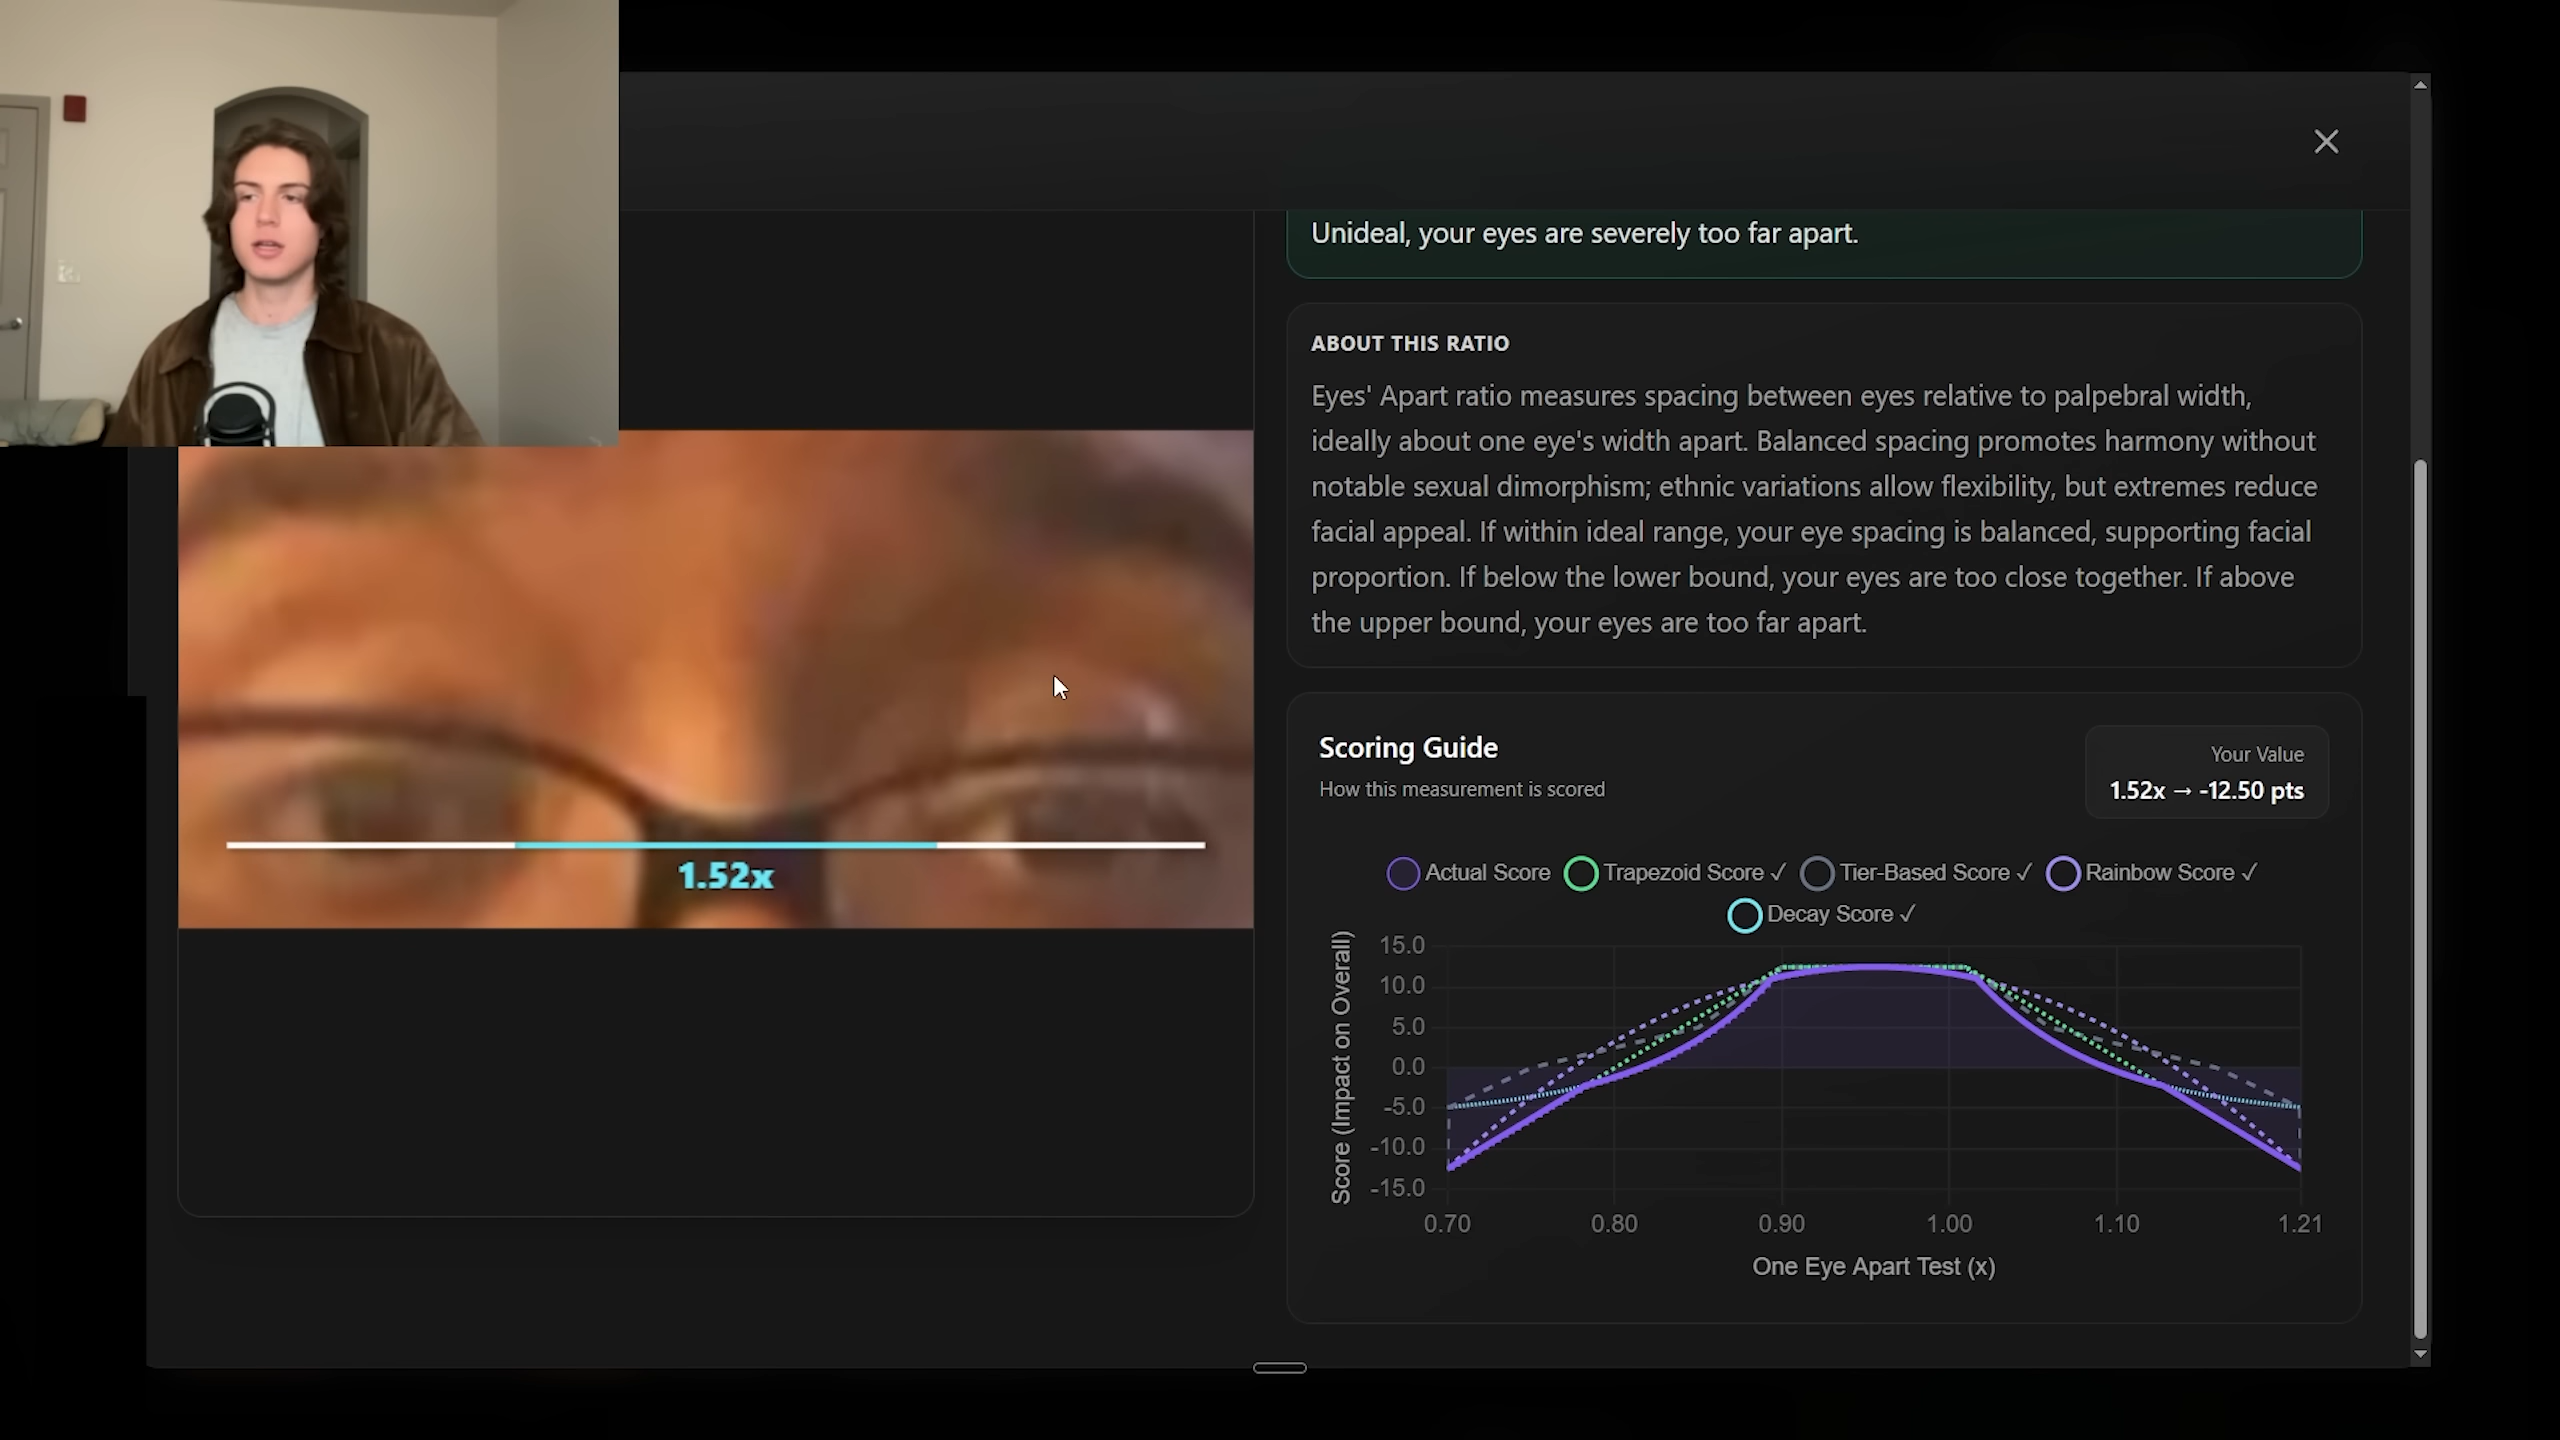 Unideal, your eyes are severely too far apart.
ABOUT THIS RATIO
Eyes' Apart ratio measures spacing between eyes relative to palpebral width,
ideally about one eye's width apart. Balanced spacing promotes harmony without
notable sexual dimorphism; ethnic variations allow flexibility, but extremes reduce
facial appeal. If within ideal range, your eye spacing is balanced, supporting facial
proportion. If below the lower bound, your eyes are too close together. If above
the upper bound, your eyes are too far apart.
1.52x
Scoring Guide
How this measurement is scored
Your Value
1.52x → -12.50 pts
Actual Score Trapezoid Score ✓ Tier-Based Score ✓ Rainbow Score ✓
Decay Score ✓
Score (Impact on Overall)
15.0
10.0
5.0
0.0
-5.0
-10.0
-15.0
0.70 0.80 0.90 1.00 1.10 1.21
One Eye Apart Test (x)